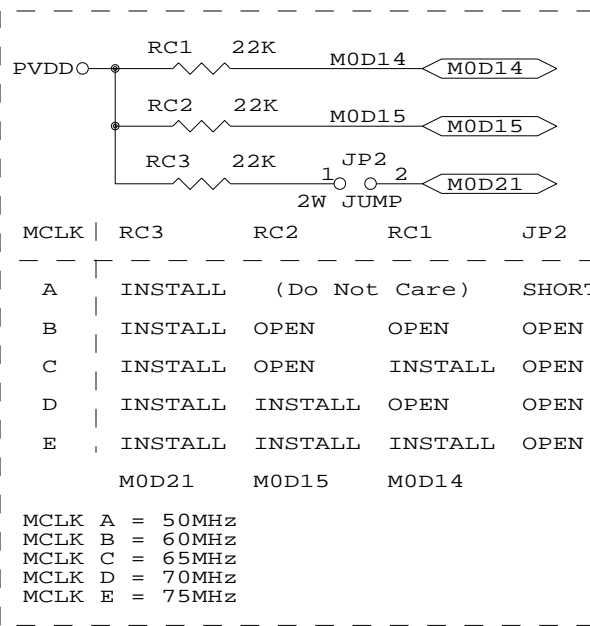 RC1 22K M0D14 M0D14
PVDD
RC2 22K M0D15 M0D15
RC3 22K 1 JP2 2 M0D21
2W JUMP
MCLK RC3 RC2 RC1 JP2
A INSTALL (Do Not Care) SHORT
B INSTALL OPEN OPEN OPEN
C INSTALL OPEN INSTALL OPEN
D INSTALL INSTALL OPEN OPEN
E INSTALL INSTALL INSTALL OPEN
M0D21 M0D15 M0D14
MCLK A = 50MHz
MCLK B = 60MHz
MCLK C = 65MHz
MCLK D = 70MHz
MCLK E = 75MHz